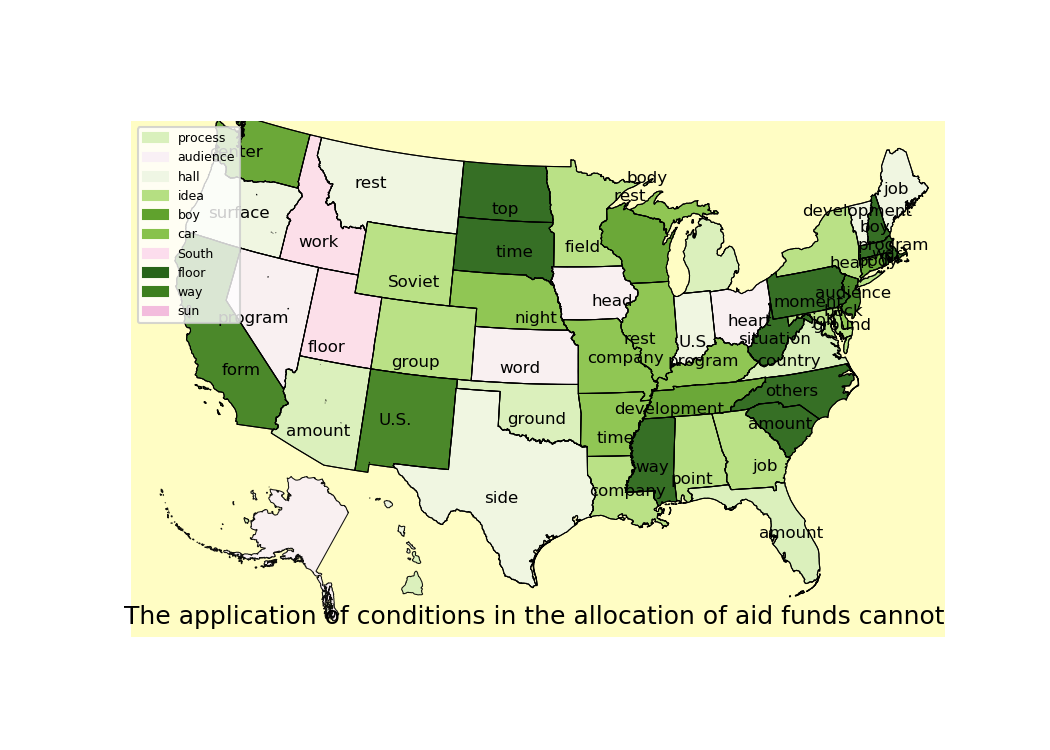 process
audience
hall
idea
boy
car
South
floor
way
sun
surface
program
form
work
floor
amount
rest
Soviet
group
U.S.
top
time
night
word
ground
side
field
head
company
time
company
body
rest
rest
U.S.
program
development
way
point
job
amount
heart
situation
country
others
amount
moment
development
job
boy
program
heart
body
audience
back
job
ground
The application of conditions in the allocation of aid funds cannot